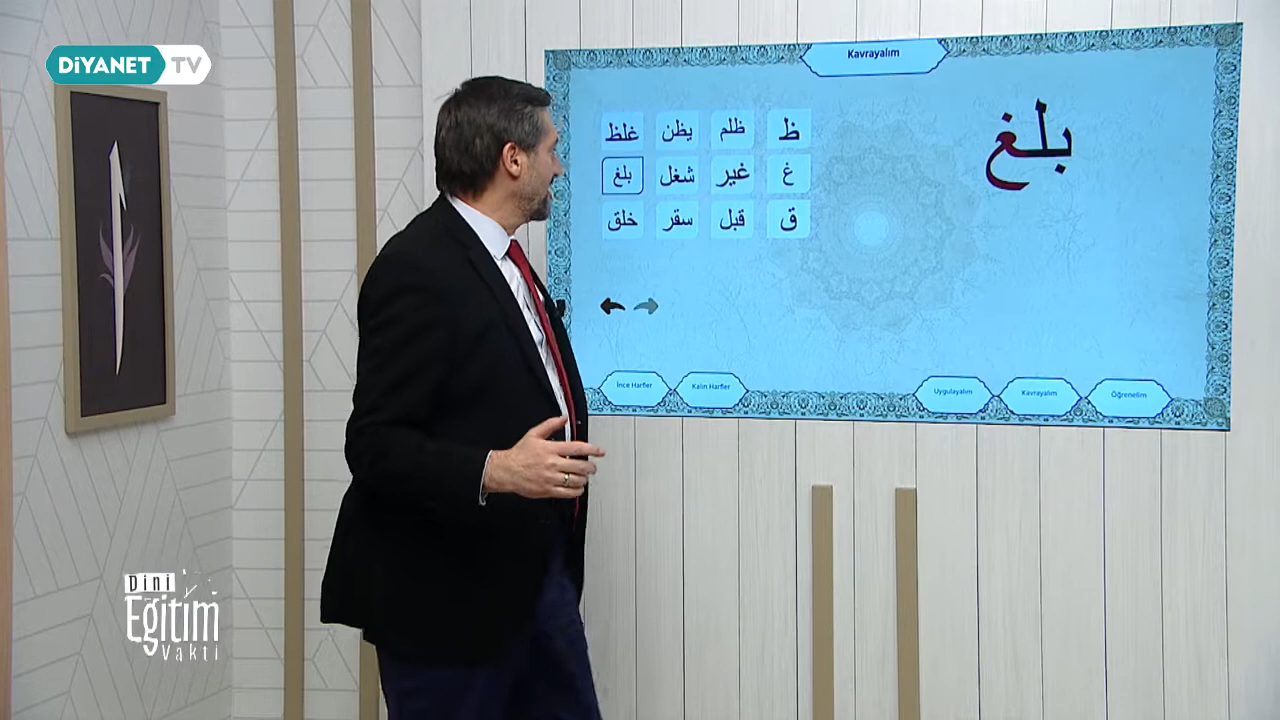 DİYANET TV
Kavrayalım
ظ ظلم يظن غلظ
غ غير شغل بلغ
ق قبل سقر خلق
بلغ
İnce Harfler
Kalın Harfler
Uygulayalım
Kavrayalım
Öğrenelim
Dini
Eğitim
Vakti